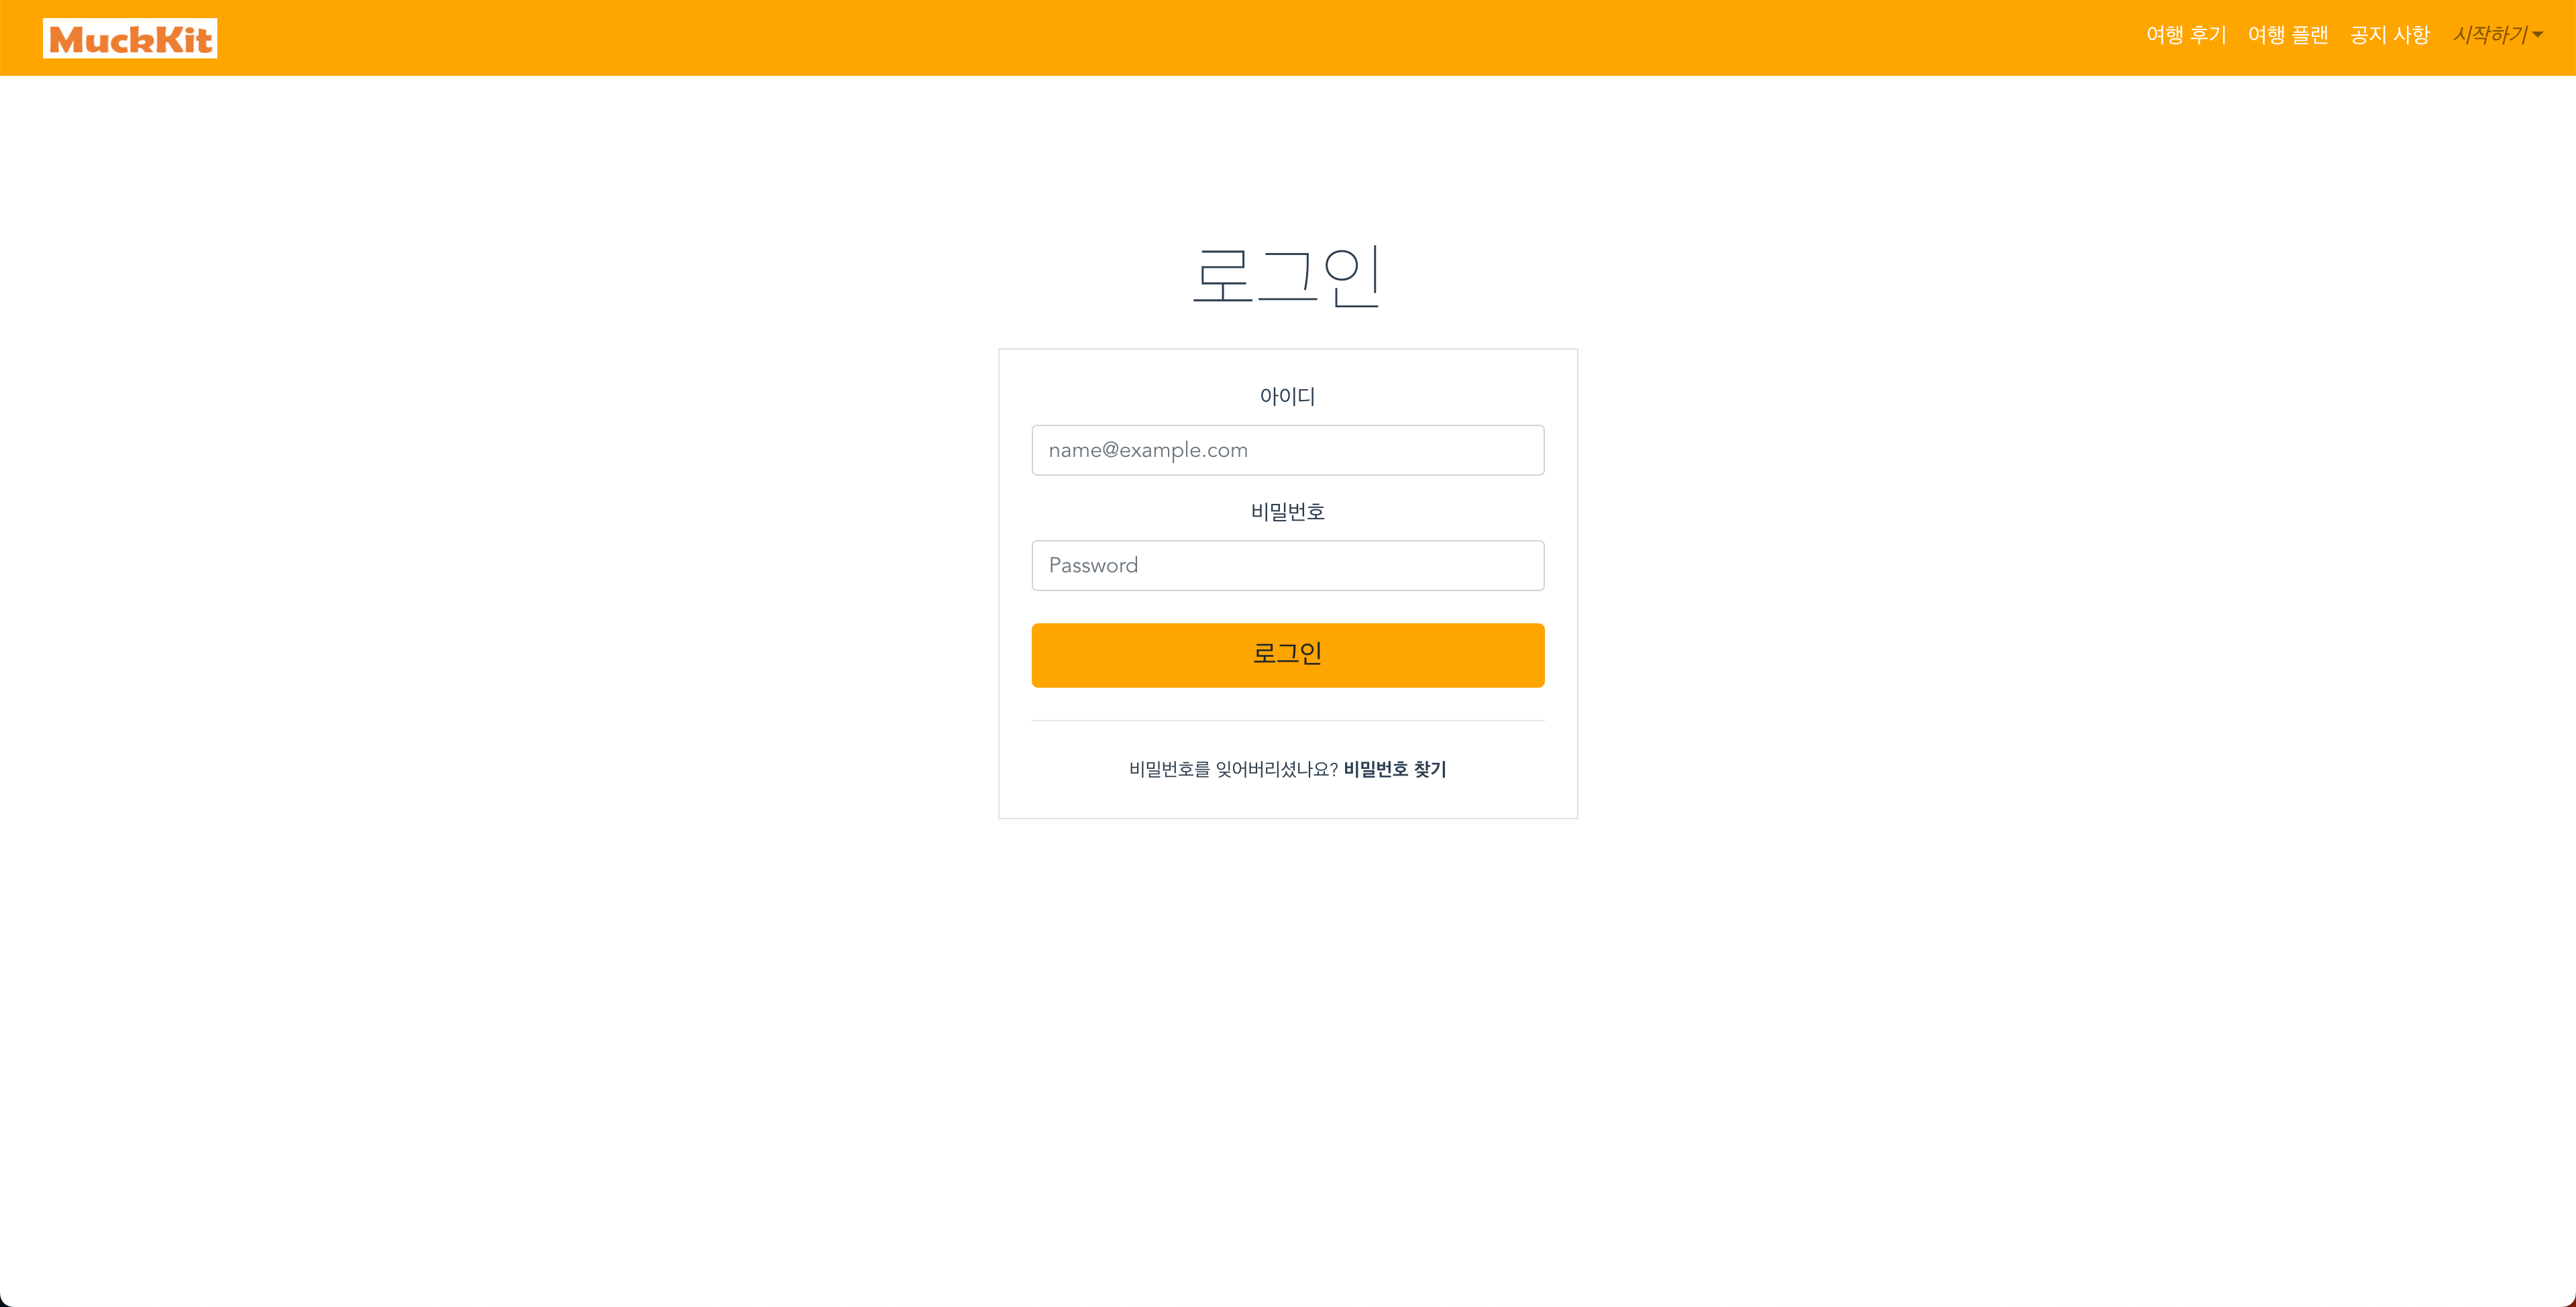 MuckKit
여행 후기 여행 플랜 공지 사항 시작하기
로그인
아이디
name@example.com
비밀번호
Password
로그인
비밀번호를 잊어버리셨나요? 비밀번호 찾기